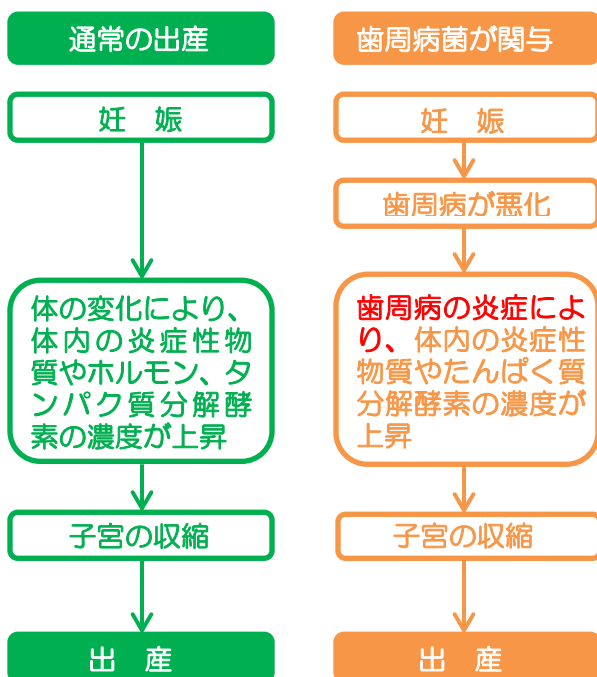 通常の出産
妊 娠
体の変化により、
体内の炎症性物
質やホルモン、タ
ンパク質分解酵
素の濃度が上昇
子宮の収縮
出 産
歯周病菌が関与
妊 娠
歯周病が悪化
歯周病の炎症によ
り、体内の炎症性
物質やたんぱく質
分解酵素の濃度が
上昇
子宮の収縮
出 産